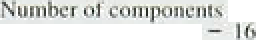 Number of components
– 16